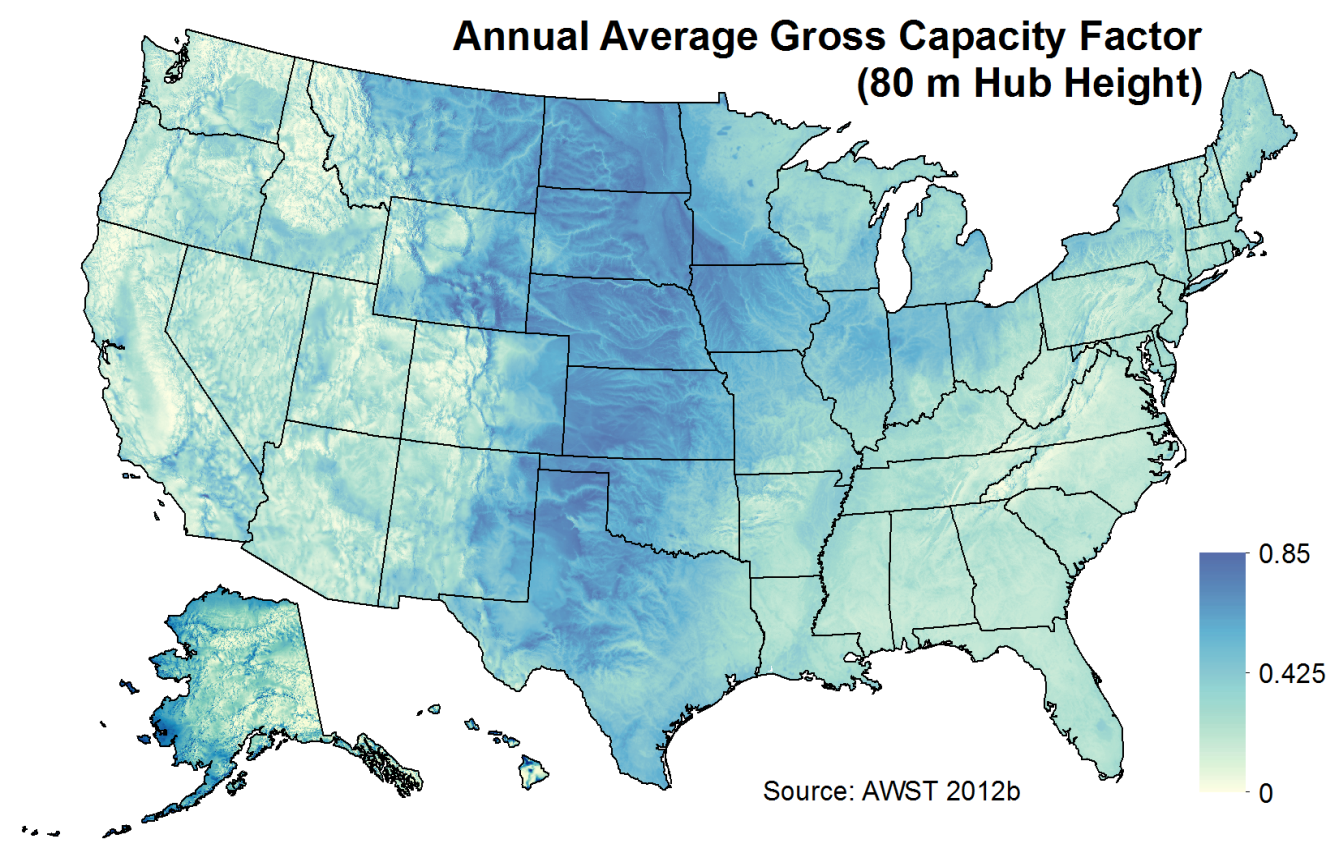 Annual Average Gross Capacity Factor
(80 m Hub Height)
0.85
0.425
0
Source: AWST 2012b